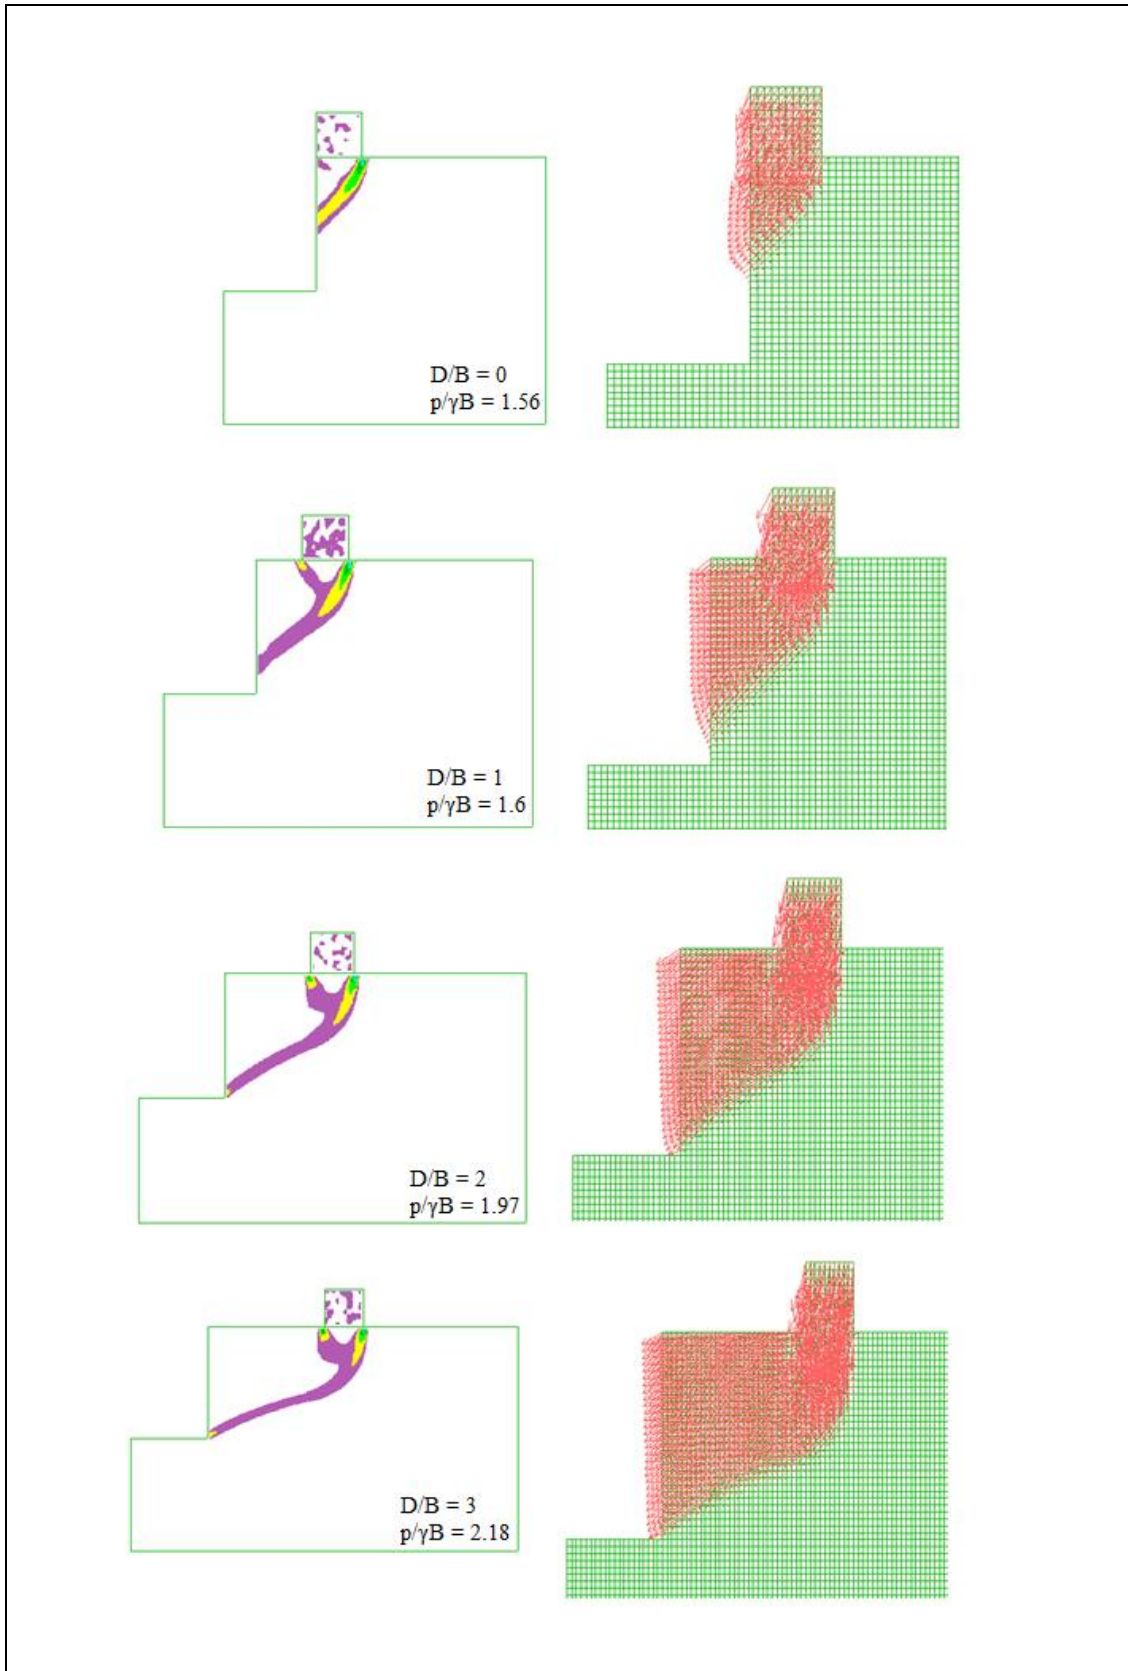 D/B = 0
p/γB = 1.56
D/B = 1
p/γB = 1.6
D/B = 2
p/γB = 1.97
D/B = 3
p/γB = 2.18